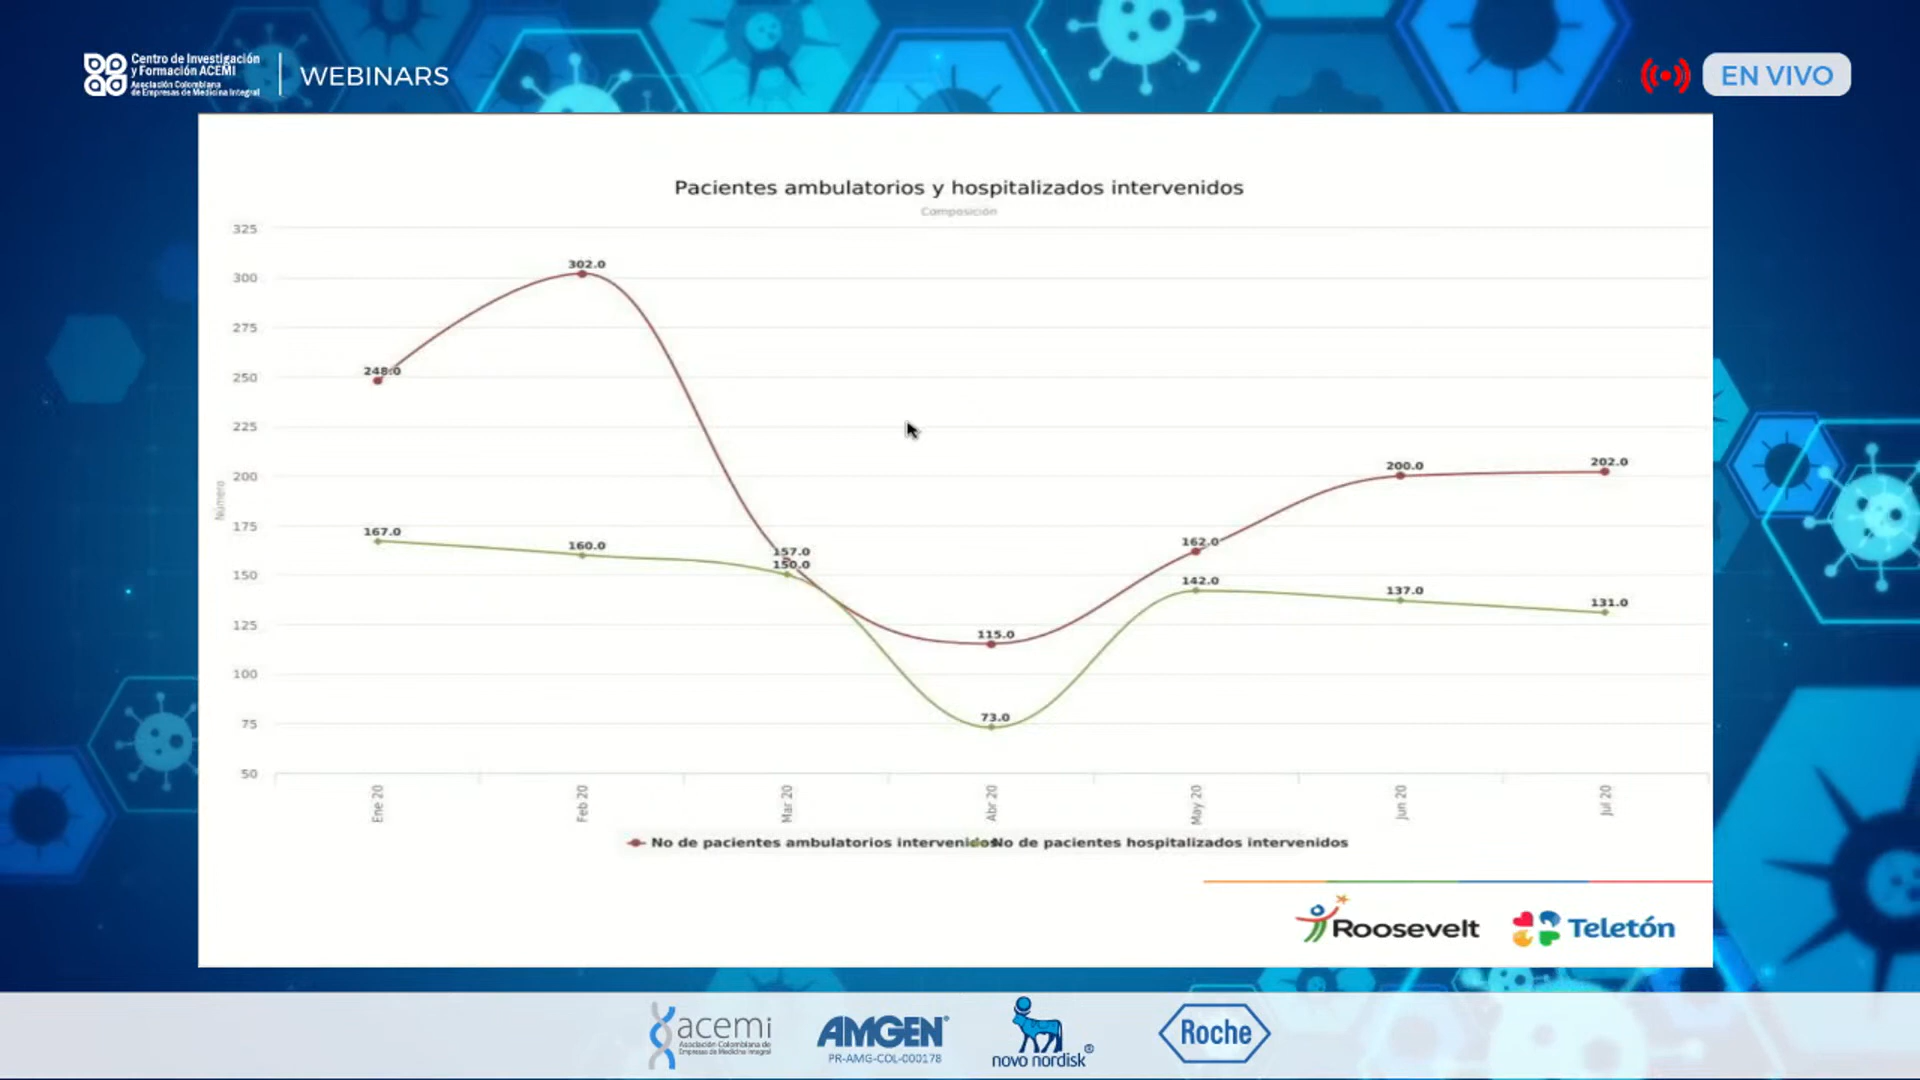 Centro de Investigación
y Formación ACEMI
Asociación Colombiana
de Empresas de Medicina Integral
WEBINARS
EN VIVO
Pacientes ambulatorios y hospitalizados intervenidos
Composición
325
300
275
250
225
200
175
150
125
100
75
50
Número
248.0
302.0
157.0
115.0
162.0
200.0
202.0
167.0
160.0
150.0
73.0
142.0
137.0
131.0
Ene 20
Feb 20
Mar 20
Abr 20
May 20
Jun 20
Jul 20
No de pacientes ambulatorios intervenidos
No de pacientes hospitalizados intervenidos
Roosevelt
Teletón
acemi
Asociación Colombiana de
Empresas de Medicina Integral
AMGEN®
PR-AMG-COL-000178
novo nordisk®
Roche